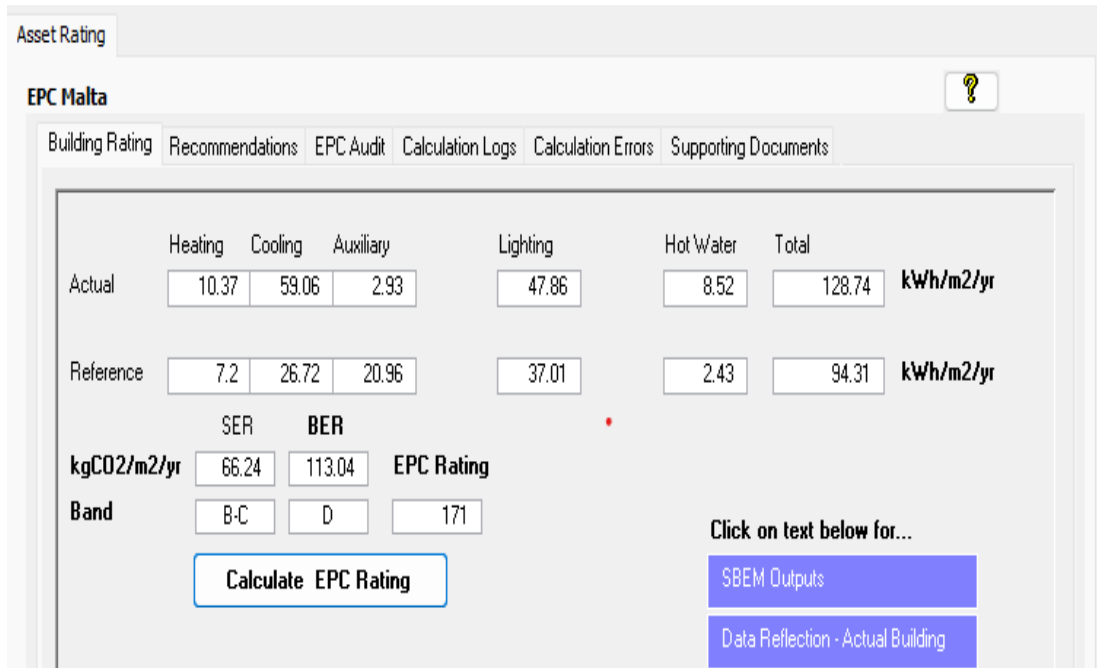 Asset Rating
EPC Malta
?
Building Rating Recommendations EPC Audit Calculation Logs Calculation Errors Supporting Documents
Heating Cooling Auxiliary Lighting Hot Water Total
Actual 10.37 59.06 2.93 47.86 8.52 128.74 kWh/m2/yr
Reference 7.2 26.72 20.96 37.01 2.43 94.31 kWh/m2/yr
SER BER
kgCO2/m2/yr 66.24 113.04 EPC Rating
Band B-C D 171
Click on text below for...
Calculate EPC Rating
SBEM Outputs
Data Reflection - Actual Building